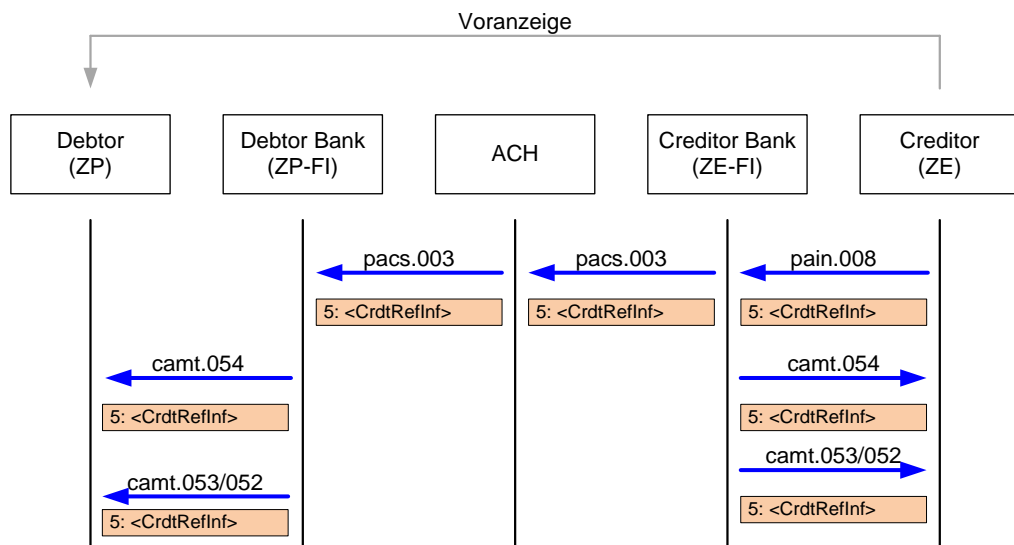 Voranzeige
Debtor
(ZP)
Debtor Bank
(ZP-FI)
ACH
Creditor Bank
(ZE-FI)
Creditor
(ZE)
pacs.003
pacs.003
pain.008
5: <CrdtRefInf>
5: <CrdtRefInf>
5: <CrdtRefInf>
camt.054
camt.054
5: <CrdtRefInf>
5: <CrdtRefInf>
camt.053/052
camt.053/052
5: <CrdtRefInf>
5: <CrdtRefInf>